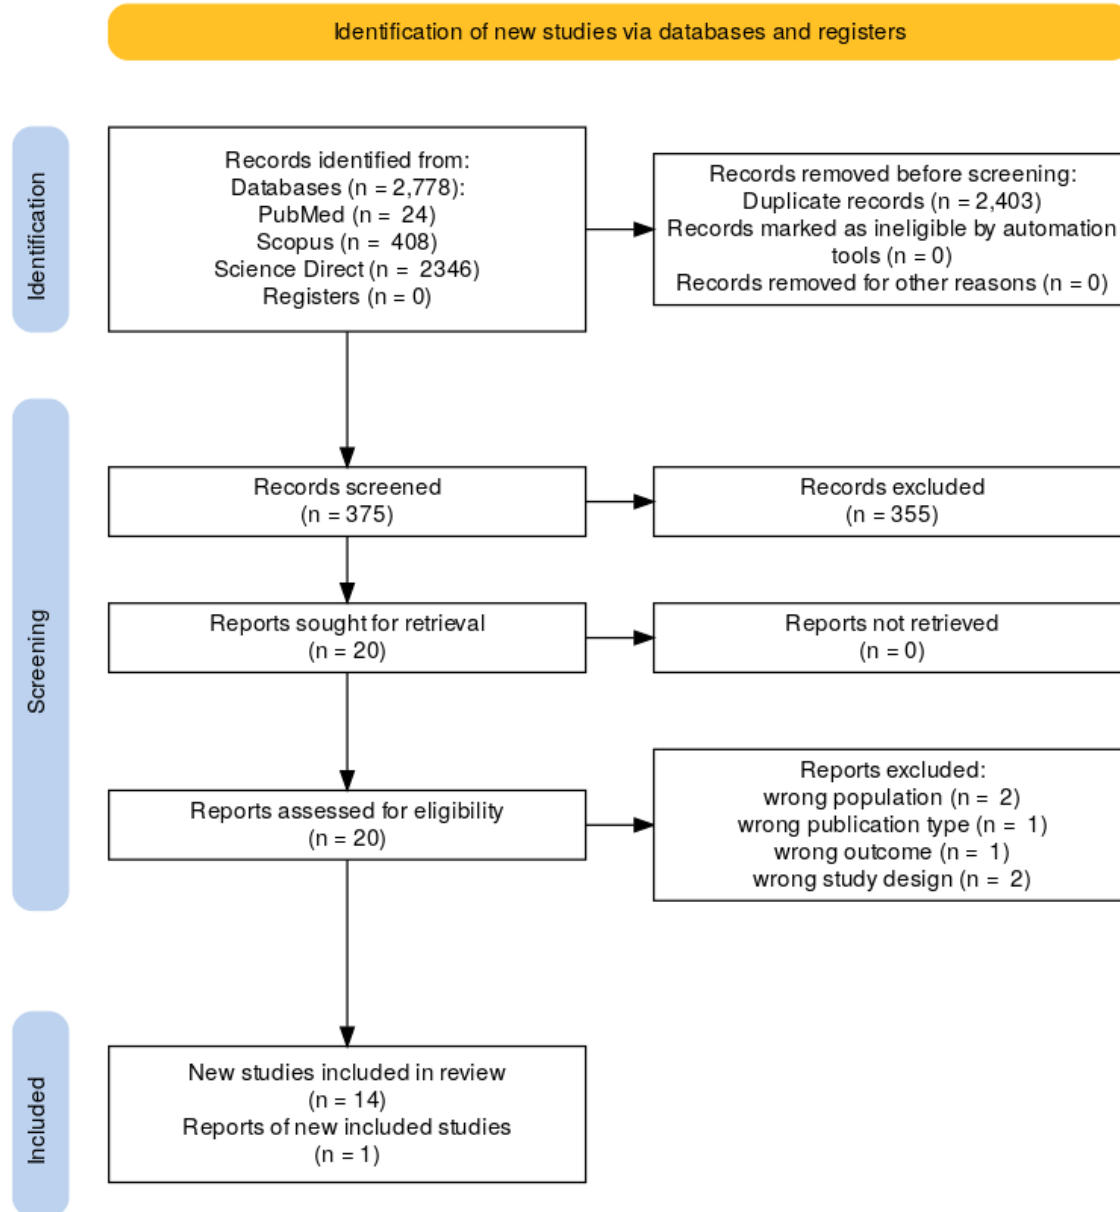 Identification of new studies via databases and registers
Identification
Records identified from:
Databases (n = 2,778):
PubMed (n = 24)
Scopus (n = 408)
Science Direct (n = 2346)
Registers (n = 0)
Records removed before screening:
Duplicate records (n = 2,403)
Records marked as ineligible by automation
tools (n = 0)
Records removed for other reasons (n = 0)
Screening
Records screened
(n = 375)
Records excluded
(n = 355)
Reports sought for retrieval
(n = 20)
Reports not retrieved
(n = 0)
Reports assessed for eligibility
(n = 20)
Reports excluded:
wrong population (n = 2)
wrong publication type (n = 1)
wrong outcome (n = 1)
wrong study design (n = 2)
Included
New studies included in review
(n = 14)
Reports of new included studies
(n = 1)